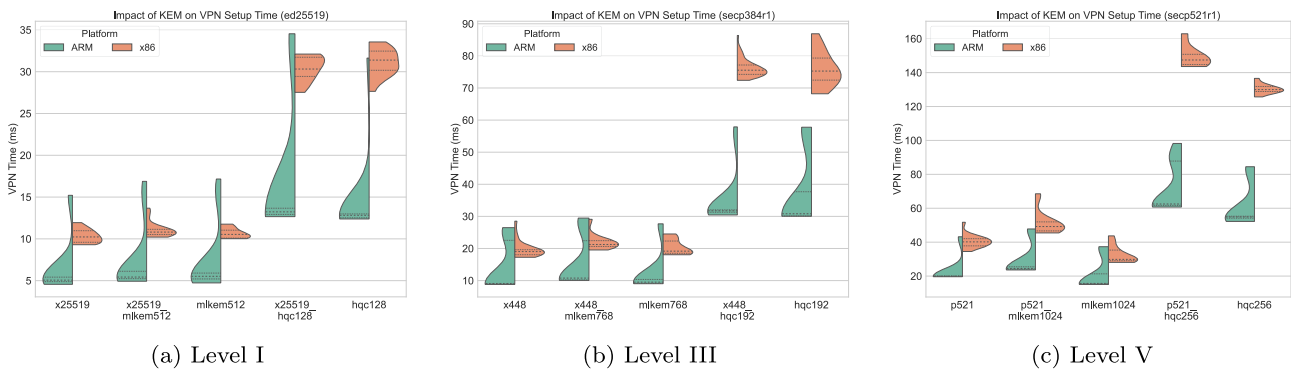 Impact of KEM on VPN Setup Time (ed25519)
Platform
ARM
x86
VPN Time (ms)
35
30
25
20
15
10
5
x25519
x25519_
mlkem512
mlkem512
x25519_
hqc128
hqc128
(a) Level I
Impact of KEM on VPN Setup Time (secp384r1)
Platform
ARM
x86
VPN Time (ms)
90
80
70
60
50
40
30
20
10
x448
x448_
mlkem768
mlkem768
x448_
hqc192
hqc192
(b) Level III
Impact of KEM on VPN Setup Time (secp521r1)
Platform
ARM
x86
VPN Time (ms)
160
140
120
100
80
60
40
20
p521
p521_
mlkem1024
mlkem1024
p521_
hqc256
hqc256
(c) Level V